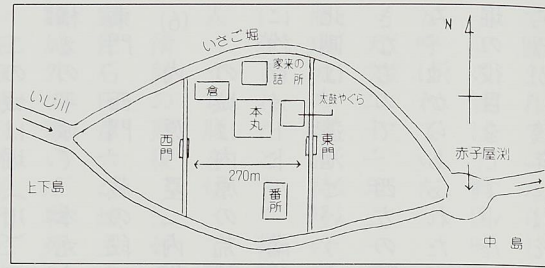 いさご堀
N
家来の
詰所
倉
いじ川
太鼓やぐら
本丸
西門
東門
赤子屋渕
270m
上下島
番所
中島